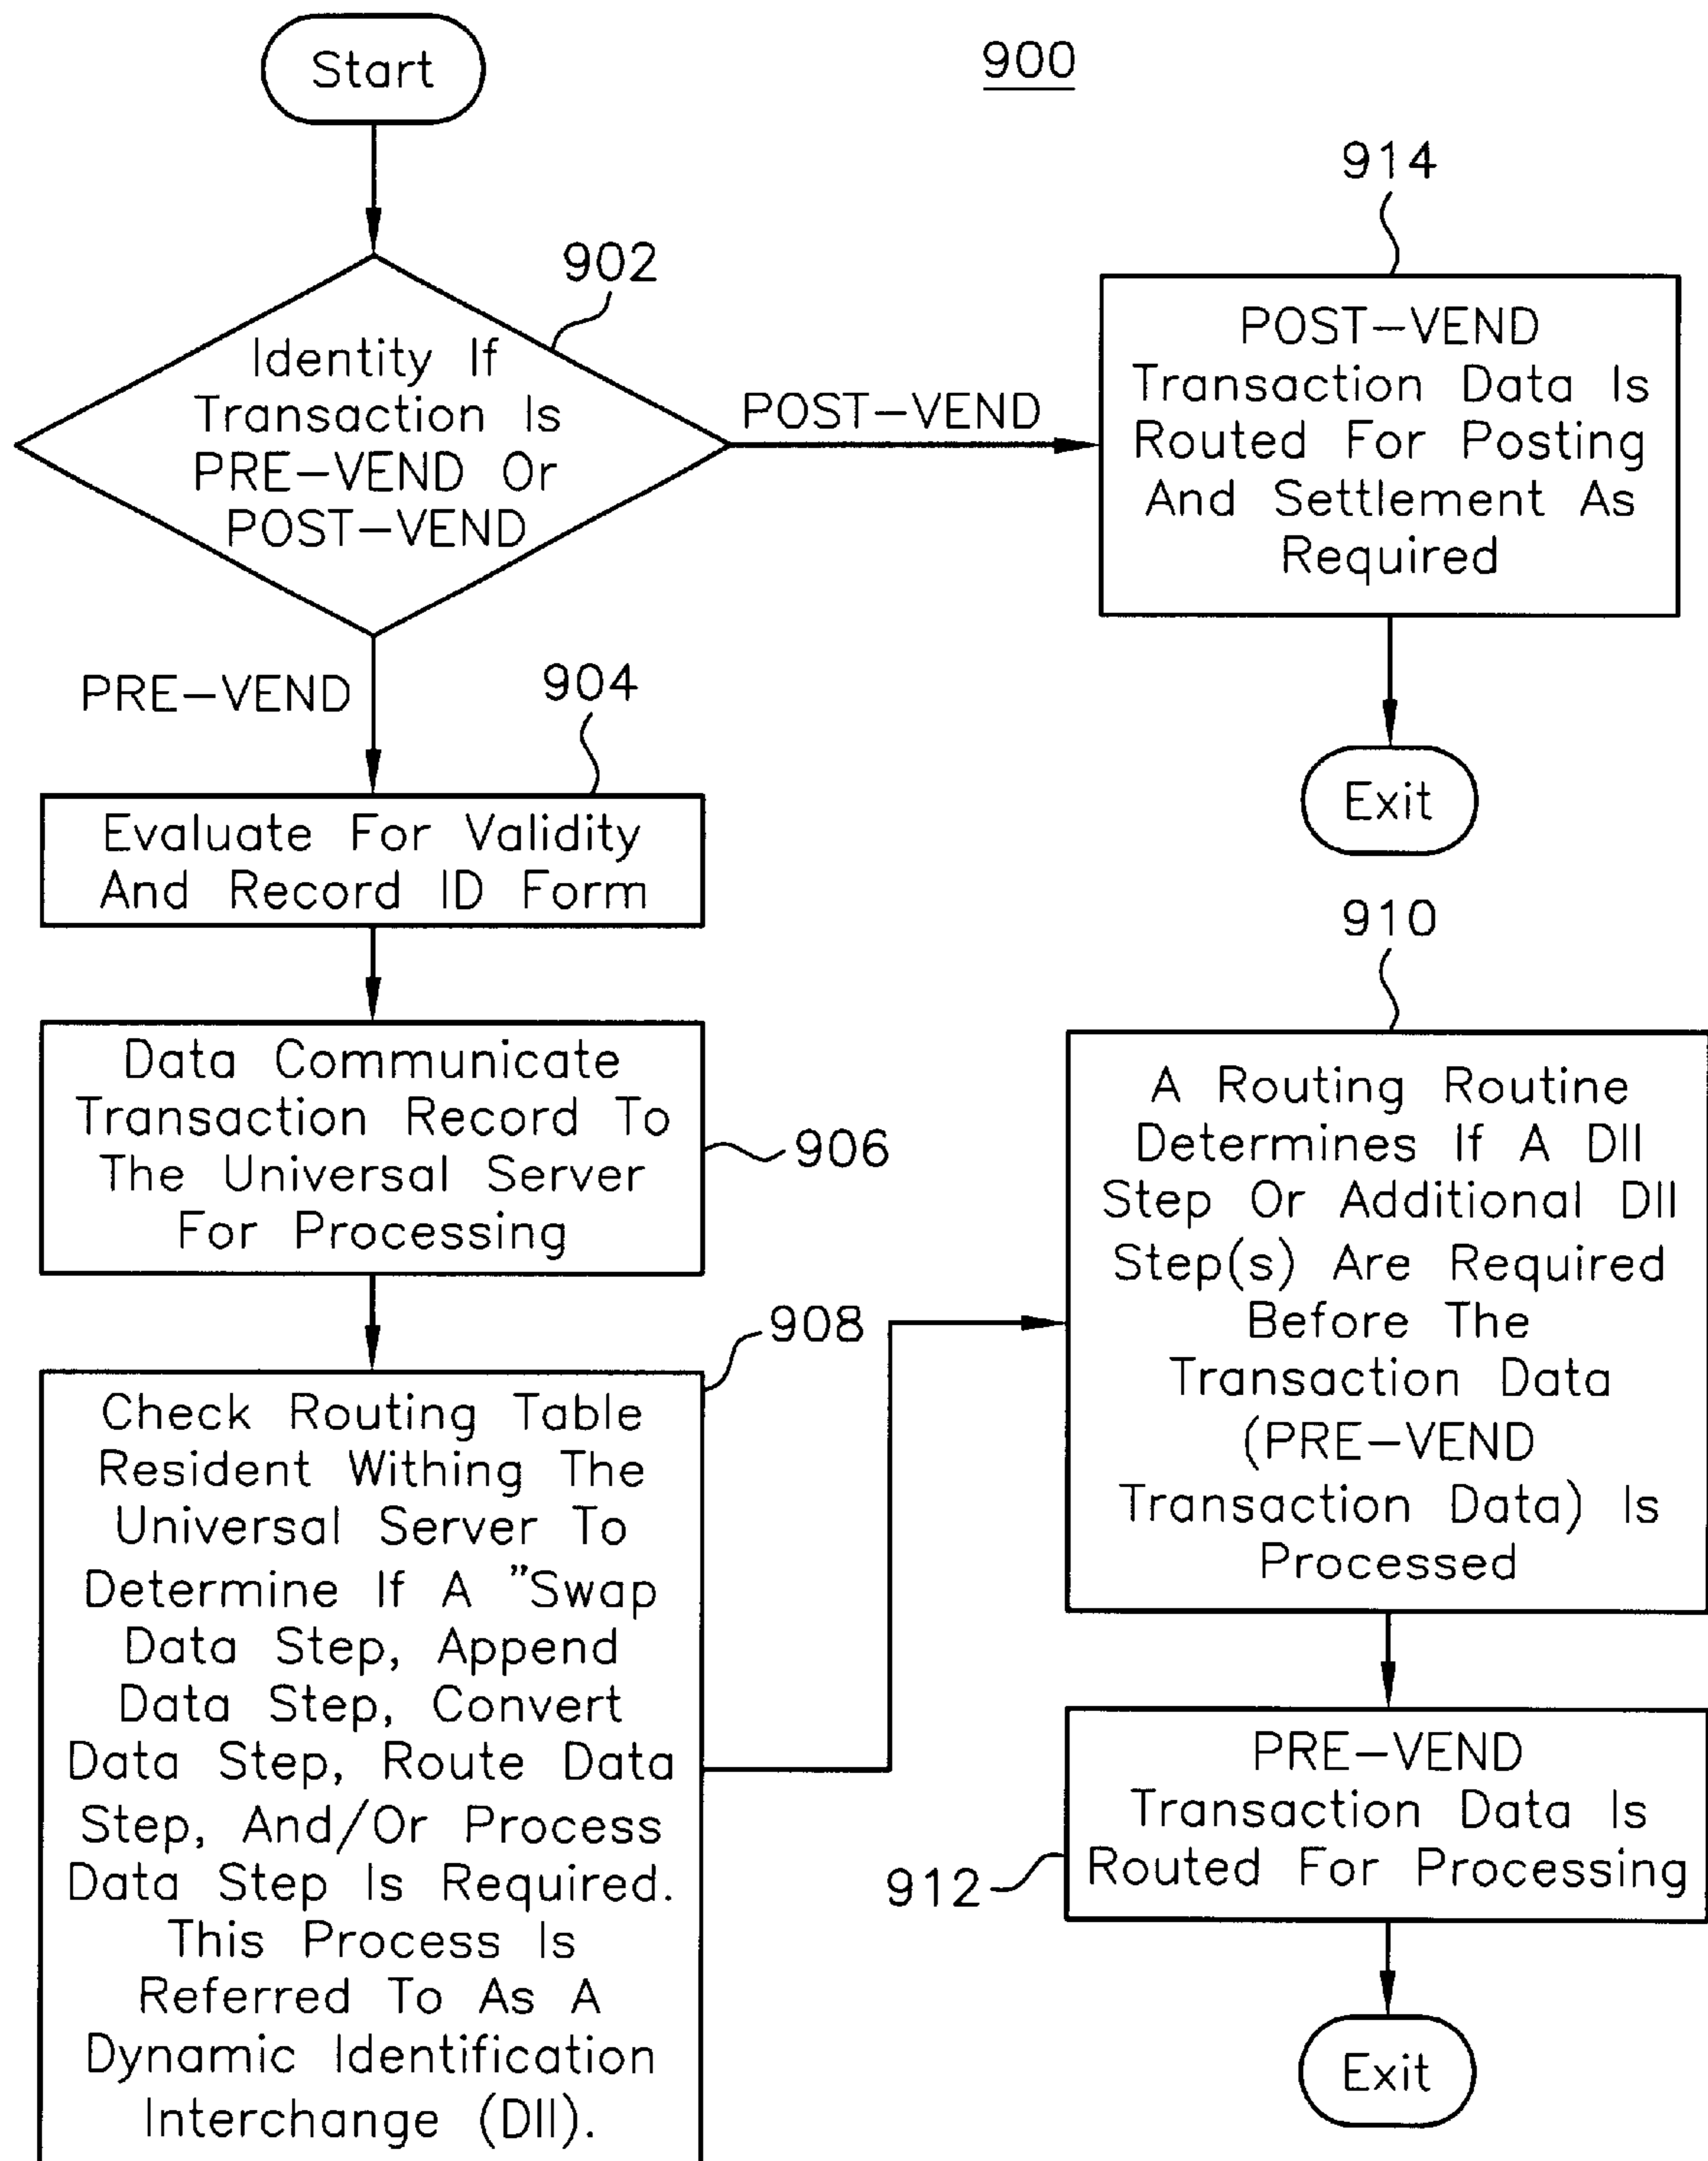 Start
900
902
Identity If
Transaction Is
PRE-VEND Or
POST-VEND
POST-VEND
914
POST-VEND
Transaction Data Is
Routed For Posting
And Settlement As
Required
Exit
PRE-VEND
904
Evaluate For Validity
And Record ID Form
Data Communicate
Transaction Record To
The Universal Server
For Processing
906
908
Check Routing Table
Resident Withing The
Universal Server To
Determine If A "Swap
Data Step, Append
Data Step, Convert
Data Step, Route Data
Step, And/Or Process
Data Step Is Required.
This Process Is
Referred To As A
Dynamic Identification
Interchange (DII).
910
A Routing Routine
Determines If A DII
Step Or Additional DII
Step(s) Are Required
Before The
Transaction Data
(PRE-VEND
Transaction Data) Is
Processed
PRE-VEND
Transaction Data Is
Routed For Processing
912
Exit